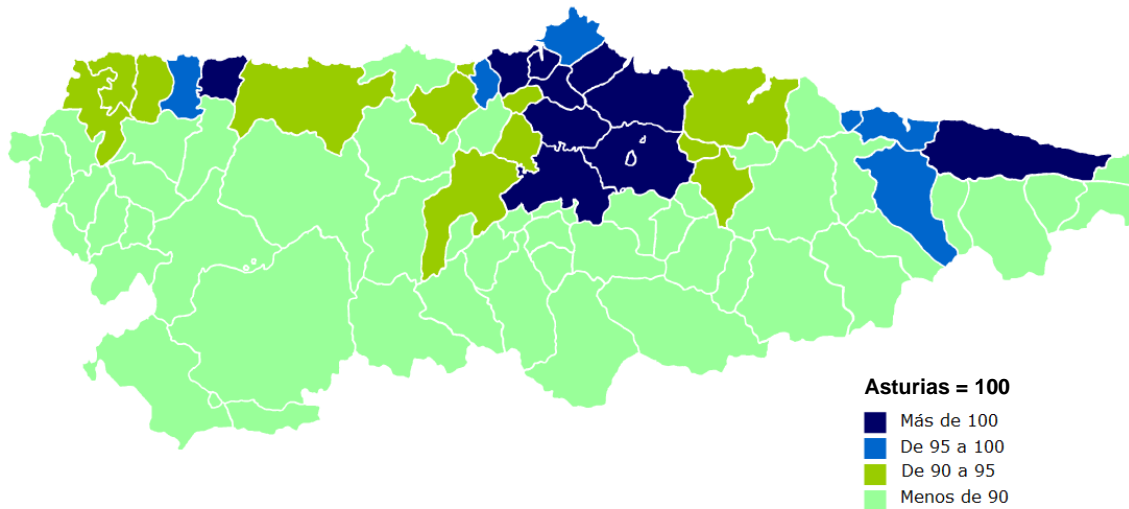 Asturias = 100
Más de 100
De 95 a 100
De 90 a 95
Menos de 90